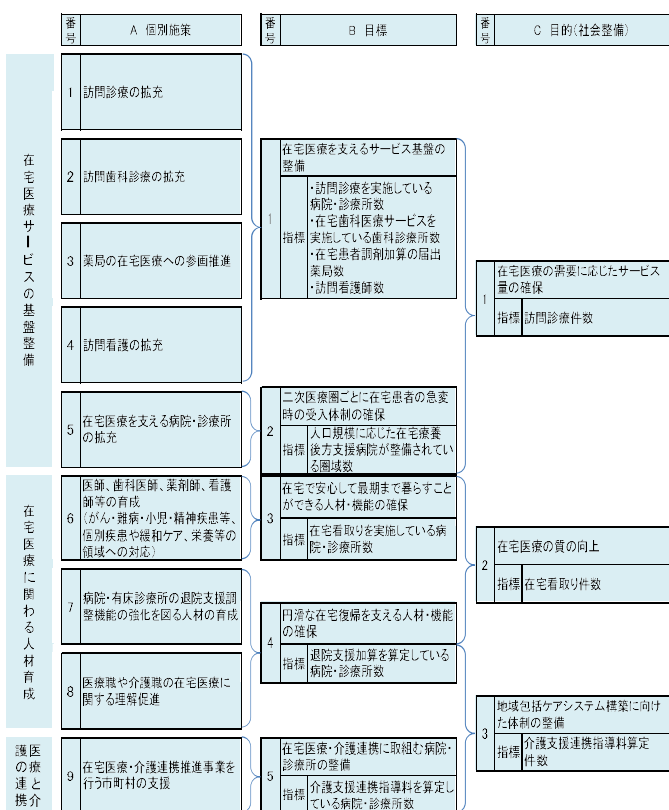 番号
A 個別施策
番号
B 目標
番号
C 目的(社会整備)
在宅医療サービスの基盤整備
1
訪問診療の拡充
2
訪問歯科診療の拡充
3
薬局の在宅医療への参画推進
4
訪問看護の拡充
5
在宅医療を支える病院・診療所
の拡充
在宅医療に関わる人材育成
6
医師、歯科医師、薬剤師、看護
師等の育成
(がん・難病・小児・精神疾患等、
個別疾患や緩和ケア、栄養等の
領域への対応)
7
病院・有床診療所の退院支援調
整機能の強化を図る人材の育成
8
医療職や介護職の在宅医療に
関する理解促進
医療と介
護の連携
9
在宅医療・介護連携推進事業を
行う市町村の支援
1
在宅医療を支えるサービス基盤の
整備
指標
・訪問診療を実施している
病院・診療所数
・在宅歯科医療サービスを
実施している歯科診療所数
・在宅患者調剤加算の届出
薬局数
・訪問看護師数
2
二次医療圏ごとに在宅患者の急変
時の受入体制の確保
指標
人口規模に応じた在宅療養
後方支援病院が整備されてい
る圏域数
3
在宅で安心して最期まで暮らすこと
ができる人材・機能の確保
指標
在宅看取りを実施している病
院・診療所数
4
円滑な在宅復帰を支える人材・機能
の確保
指標
退院支援加算を算定している
病院・診療所数
5
在宅医療・介護連携に取組む病院・
診療所の整備
指標
介護支援連携指導料を算定し
ている病院・診療所数
1
在宅医療の需要に応じたサービス
量の確保
指標
訪問診療件数
2
在宅医療の質の向上
指標
在宅看取り件数
3
地域包括ケアシステム構築に向け
た体制の整備
指標
介護支援連携指導料算定
件数